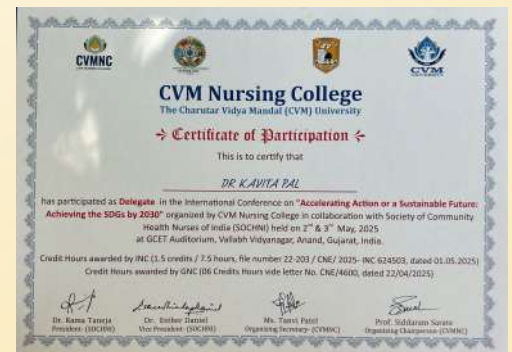 CVMNC
CVM
UNIVERSITY
CVM Nursing College
The Charutar Vidya Mandal (CVM) University
Certificate of Participation
This is to certify that
DR KAVITA PAL
has participated as Delegate in the International Conference on "Accelerating Action or a Sustainable Future:
Achieving the SDGs by 2030" organized by CVM Nursing College in collaboration with Society of Community
Health Nurses of India (SOCHNI) held on 2nd & 3rd May, 2025
at GCET Auditorium, Vallabh Vidyanagar, Anand, Gujarat, India.
Credit Hours awarded by INC (1.5 credits / 7.5 hours, file number 22-203 / CNE / 2025- INC 624503, dated 01.05.2025)
Credit Hours awarded by GNC (06 Credits Hours vide letter No. CNE/4600, dated 22/04/2025)
Dr. Kama Taneja
President- (SOCHNI)
Dr. Esther Daniel
Vice President- (SOCHNI)
Ms. Tanvi Patel
Organizing Secretary- (CVMNC)
Prof. Siddaram Sarate
Organizing Chairperson-(CVMNC)